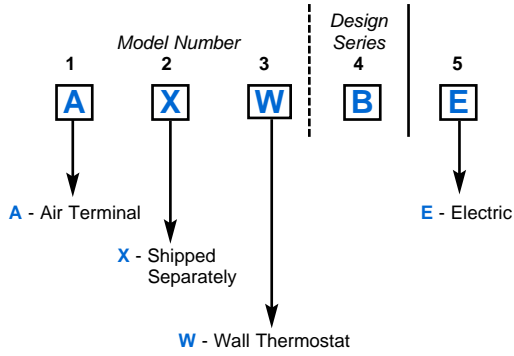 Model Number
Design
Series
1 2 3 4 5
A X W B E
A - Air Terminal
E - Electric
X - Shipped
Separately
W - Wall Thermostat